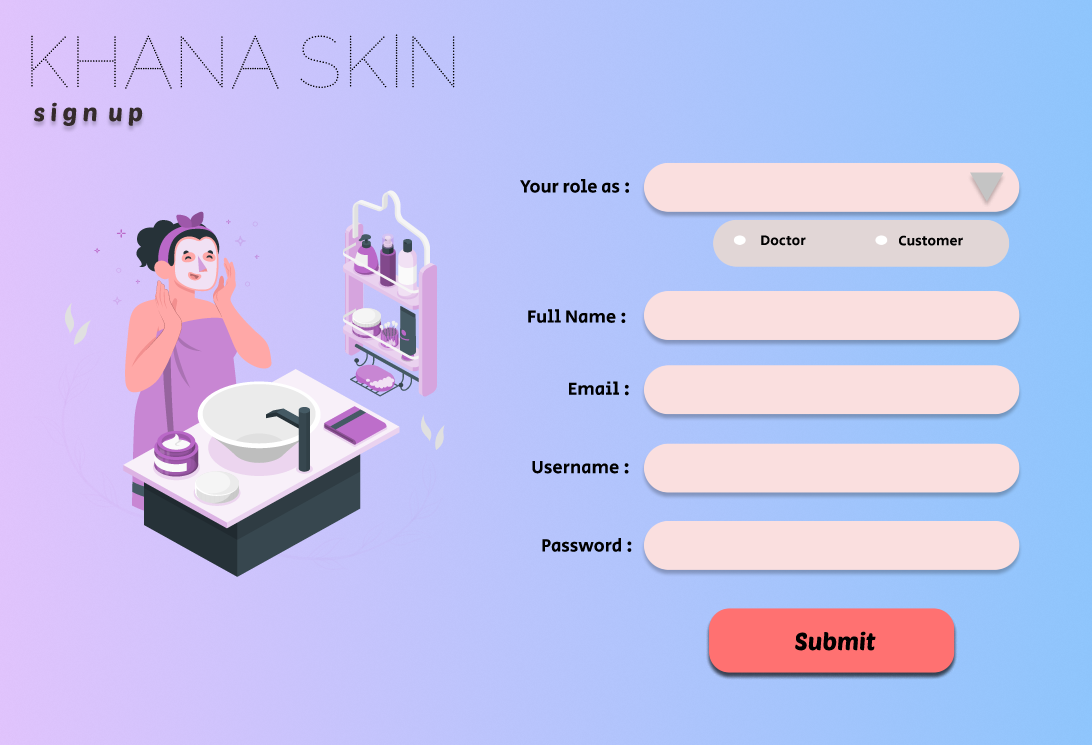 KHANA SKIN
sign up
Your role as :
Doctor Customer
Full Name :
Email :
Username :
Password :
Submit